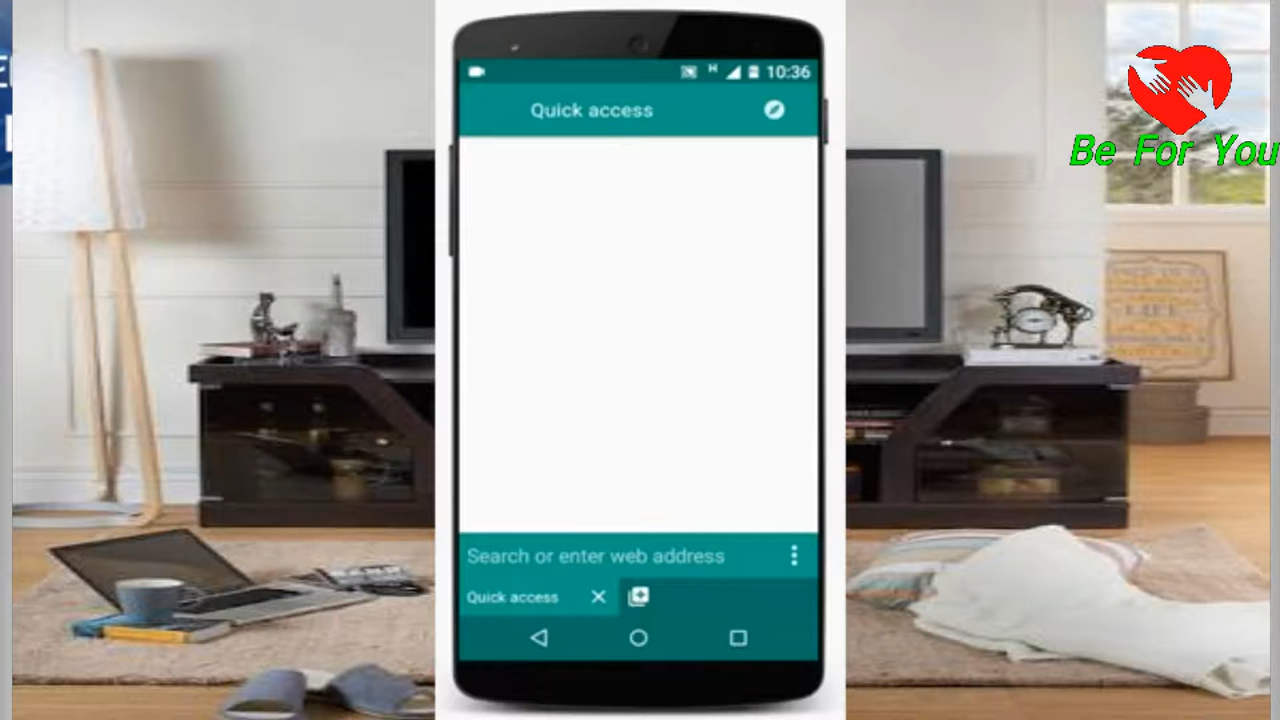 10:36
Quick access
Be For You
Search or enter web address
Quick access